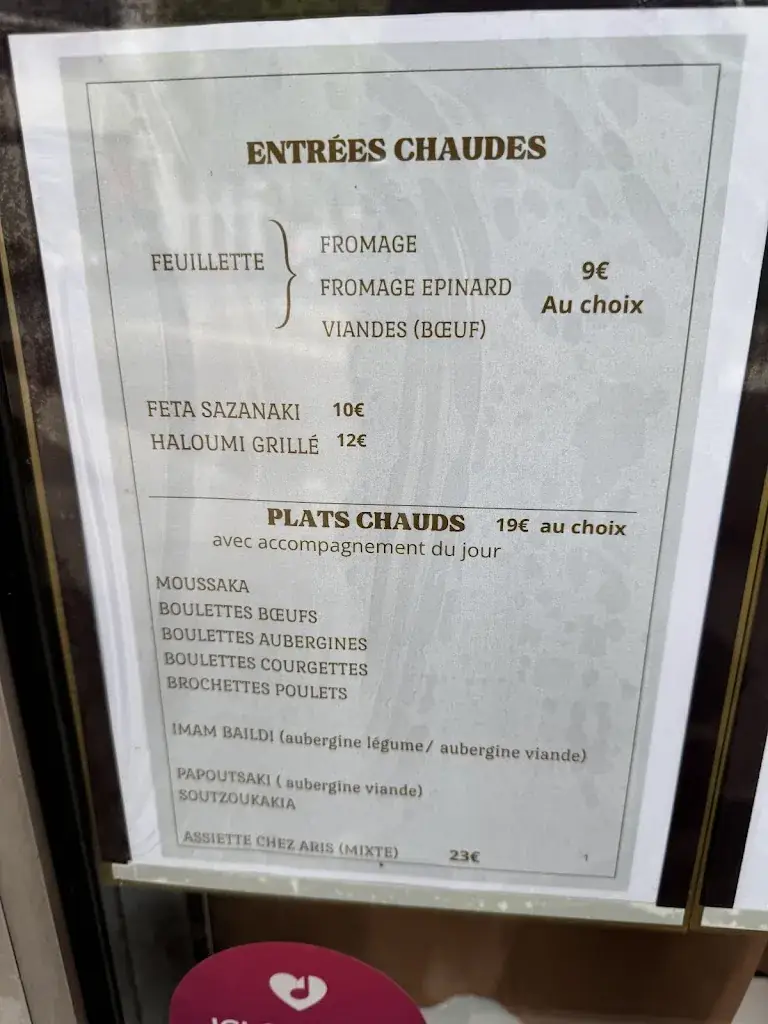 ENTRÉES CHAUDES
FEUILLETTE
FROMAGE
FROMAGE EPINARD
VIANDES (BŒUF)
9€
Au choix
FETA SAZANAKI 10€
HALOUMI GRILLÉ 12€
PLATS CHAUDS 19€ au choix
avec accompagnement du jour
MOUSSAKA
BOULETTES BŒUFS
BOULETTES AUBERGINES
BOULETTES COURGETTES
BROCHETTES POULETS
IMAM BAILDI (aubergine légume/ aubergine viande)
PAPOUTSAKI ( aubergine viande)
SOUTZOUKAKIA
ASSIETTE CHEZ ARIS (MIXTE) 23€ 1